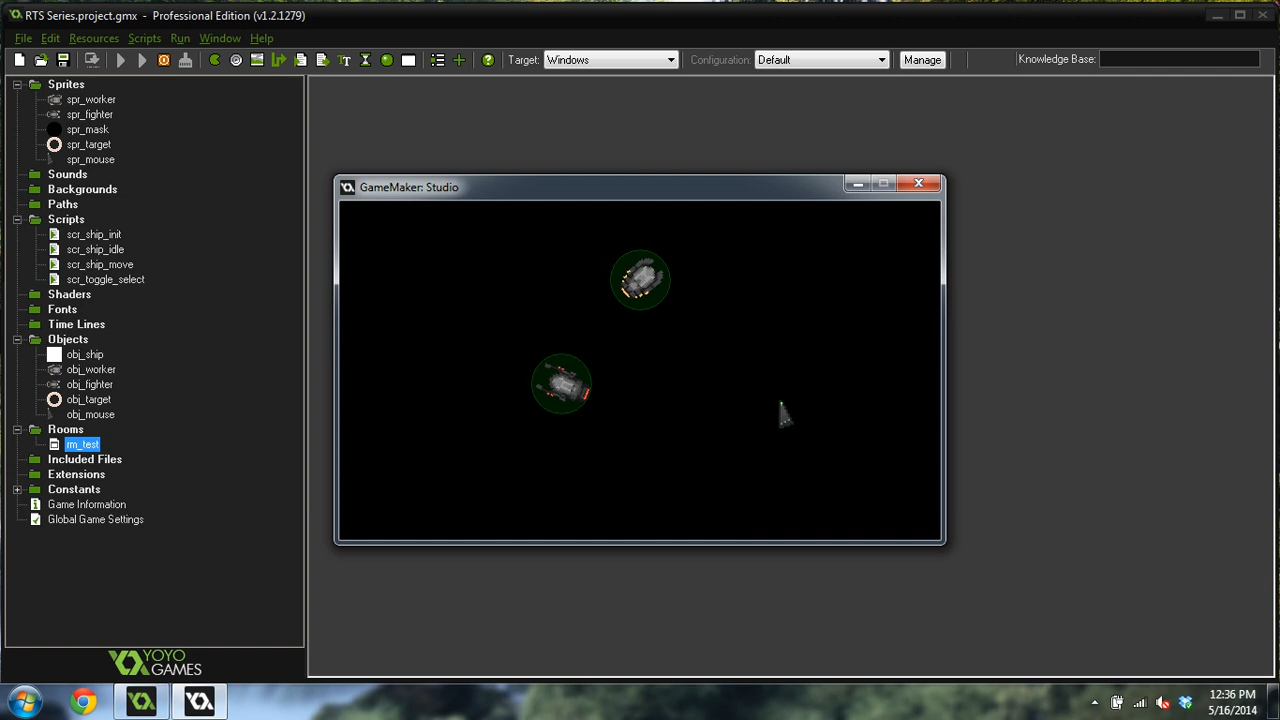 RTS Series.project.gmx - Professional Edition (v1.2.1279)
File Edit Resources Scripts Run Window Help
Target: Windows Configuration: Default Manage Knowledge Base:
Sprites
spr_worker
spr_fighter
spr_mask
spr_target
spr_mouse
Sounds
Backgrounds
Paths
Scripts
scr_ship_init
scr_ship_idle
scr_ship_move
scr_toggle_select
Shaders
Fonts
Time Lines
Objects
obj_ship
obj_worker
obj_fighter
obj_target
obj_mouse
Rooms
rm_test
Included Files
Extensions
Constants
Game Information
Global Game Settings
GameMaker: Studio
YOYO
GAMES
12:36 PM
5/16/2014